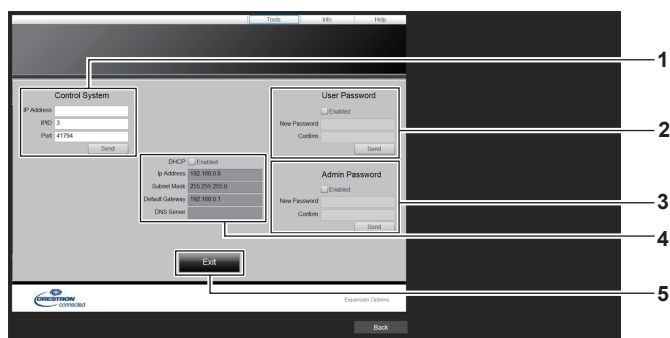 Tools Info Help
1
Control System
IP Address
IPID 3
Port 41794
Send
User Password
Enabled
New Password
Confirm
Send
2
Admin Password
Enabled
New Password
Confirm
Send
3
DHCP Enabled
Ip Address 192.168.0.8
Subnet Mask 255.255.255.0
Default Gateway 192.168.0.1
DNS Server
4
Exit
5
CRESTRON
connected
Expansion Options
Back